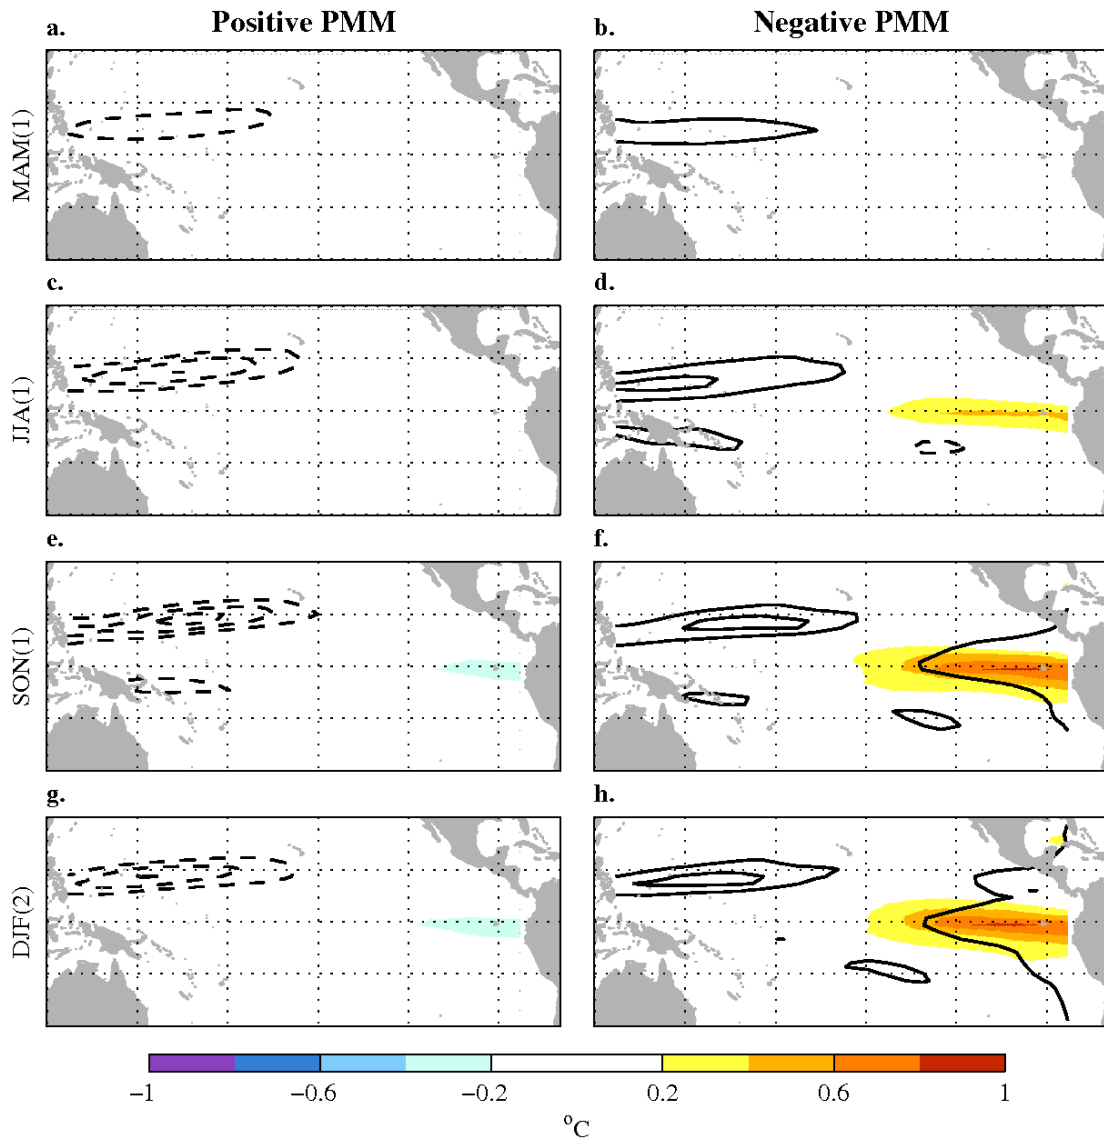 Positive PMM
Negative PMM
a.
b.
MAM(1)
c.
d.
JJA(1)
e.
f.
SON(1)
g.
h.
DJF(2)
−1
−0.6
−0.2
0.2
0.6
1
°C